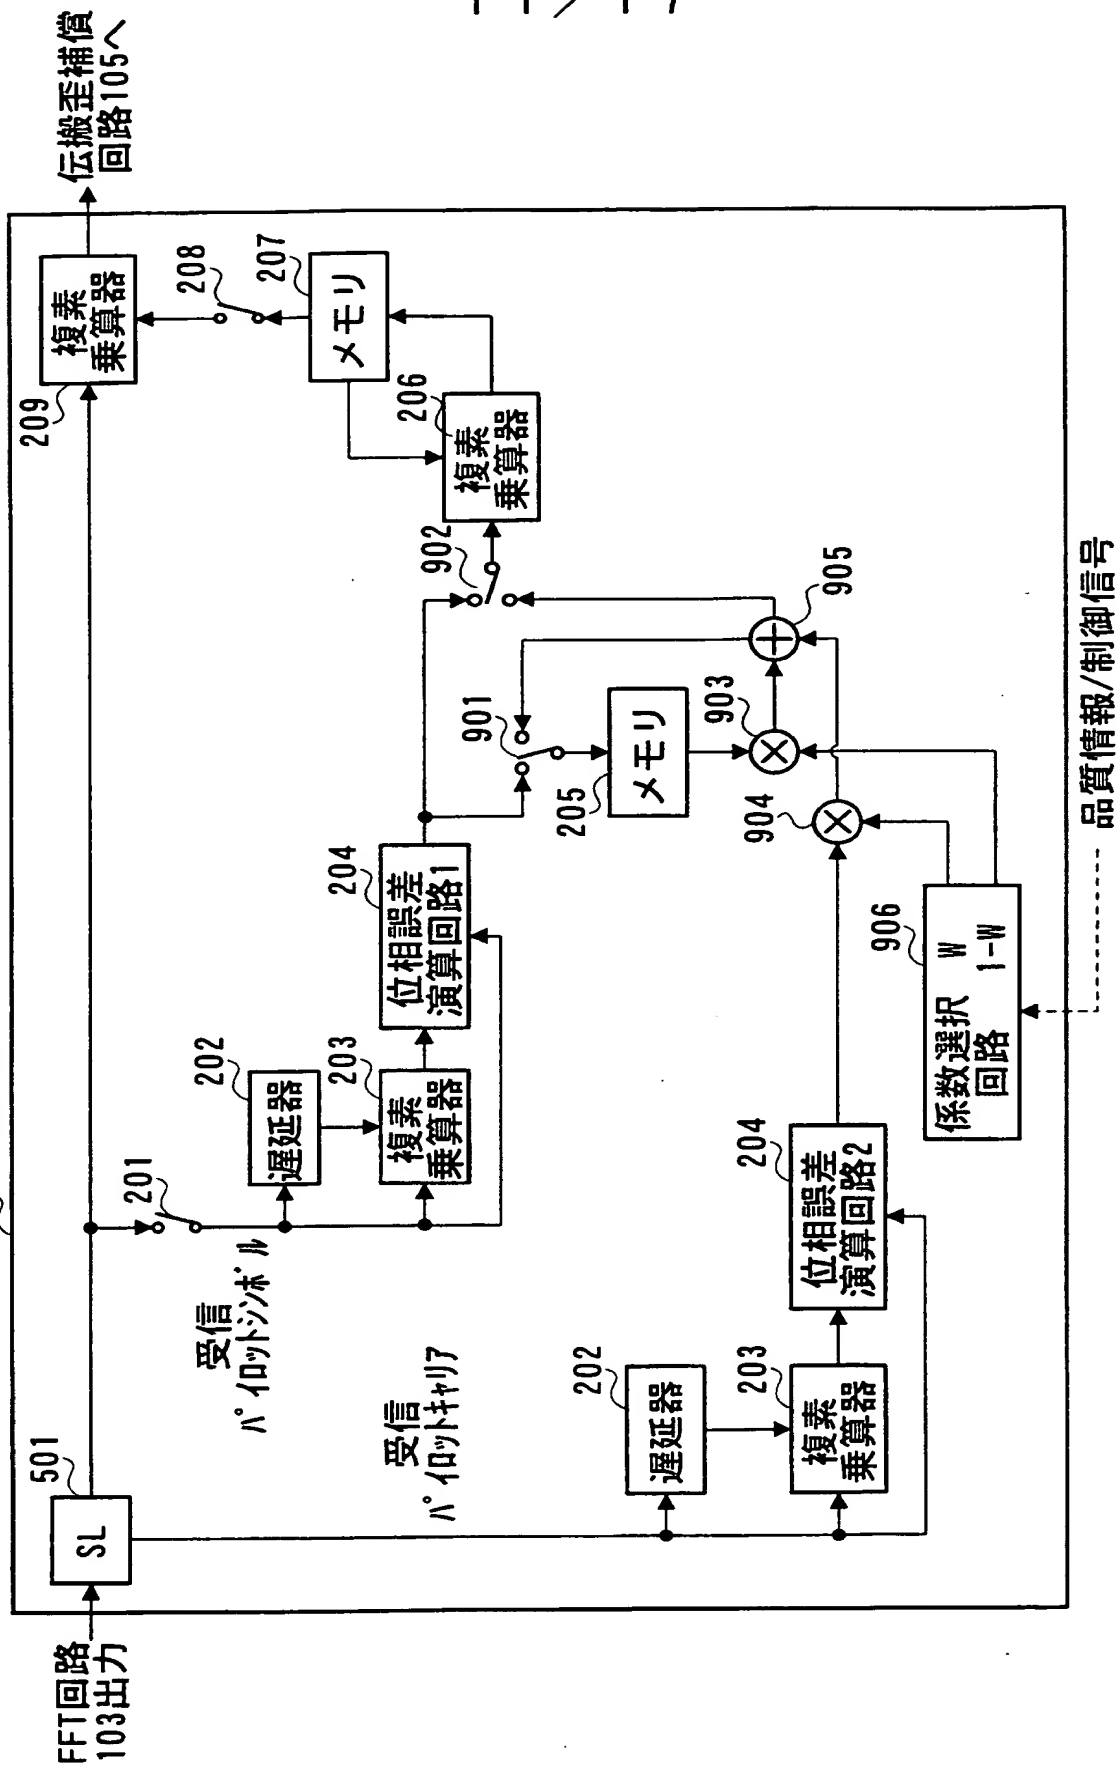 FFT回路
103出力
SL
501
伝搬歪補償
回路105へ
複素
乗算器
209
208
メモリ
207
複素
乗算器
206
902
201
受信
パイロットシンボル
遅延器
202
複素
乗算器
203
位相誤差
演算回路1
204
901
メモリ
205
903
905
904
受信
パイロットキャリア
遅延器
202
複素
乗算器
203
位相誤差
演算回路2
204
係数選択
回路
W
1-W
906
品質情報/制御信号